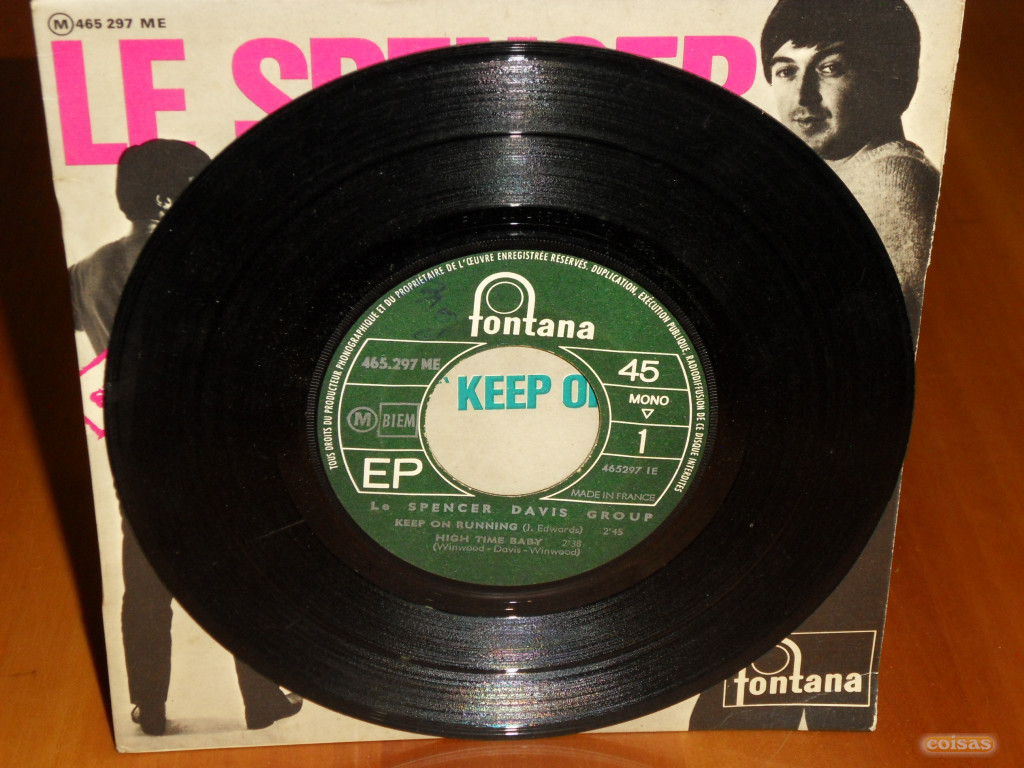 M 465 297 ME
LE SPENCER
TOUS DROITS DU PRODUCTEUR PHONOGRAPHIQUE ET DU PROPRIÉTAIRE DE L'ŒUVRE ENREGISTRÉE RÉSERVÉS. DUPLICATION, EXÉCUTION PUBLIQUE, RADIODIFFUSION DE CE DISQUE INTERDITES
fontana
465.297 ME
M BIEM
EP
"KEEP O
45
MONO
1
465297 1E
MADE IN FRANCE
Le SPENCER DAVIS GROUP
KEEP ON RUNNING (J. Edwards) 2'45
HIGH TIME BABY 2'38
(Winwood - Davis - Winwood)
fontana
coisas